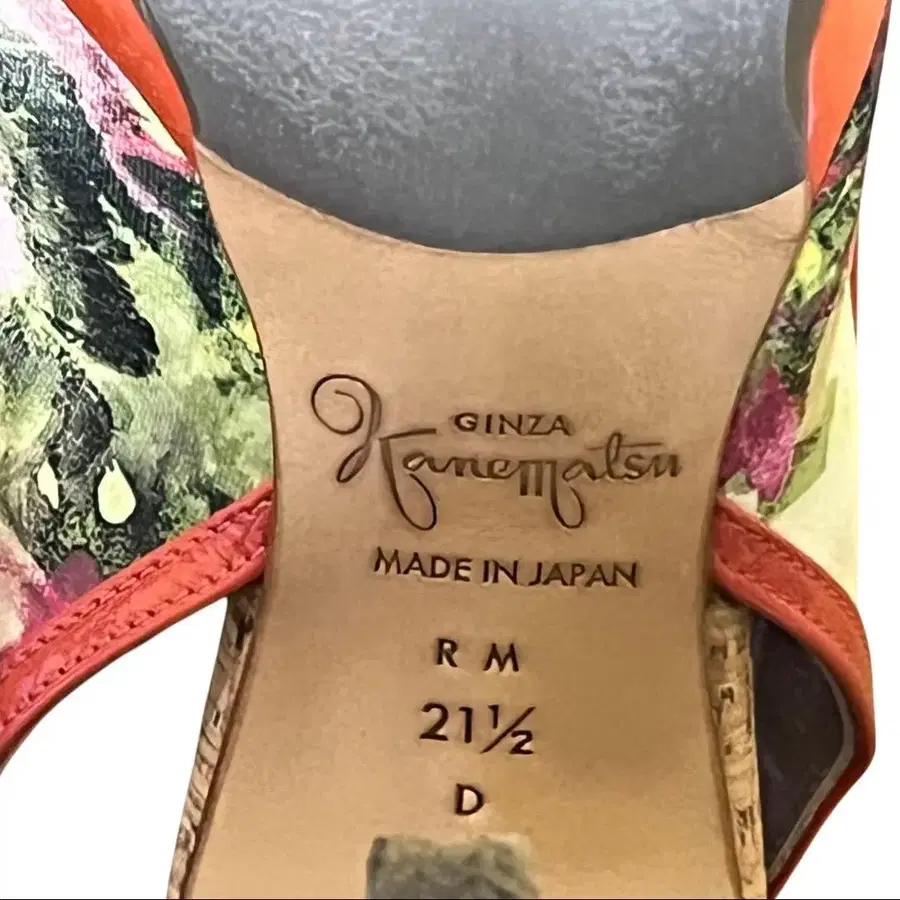 GINZA
Kanematsu
MADE IN JAPAN
R M
21½
D